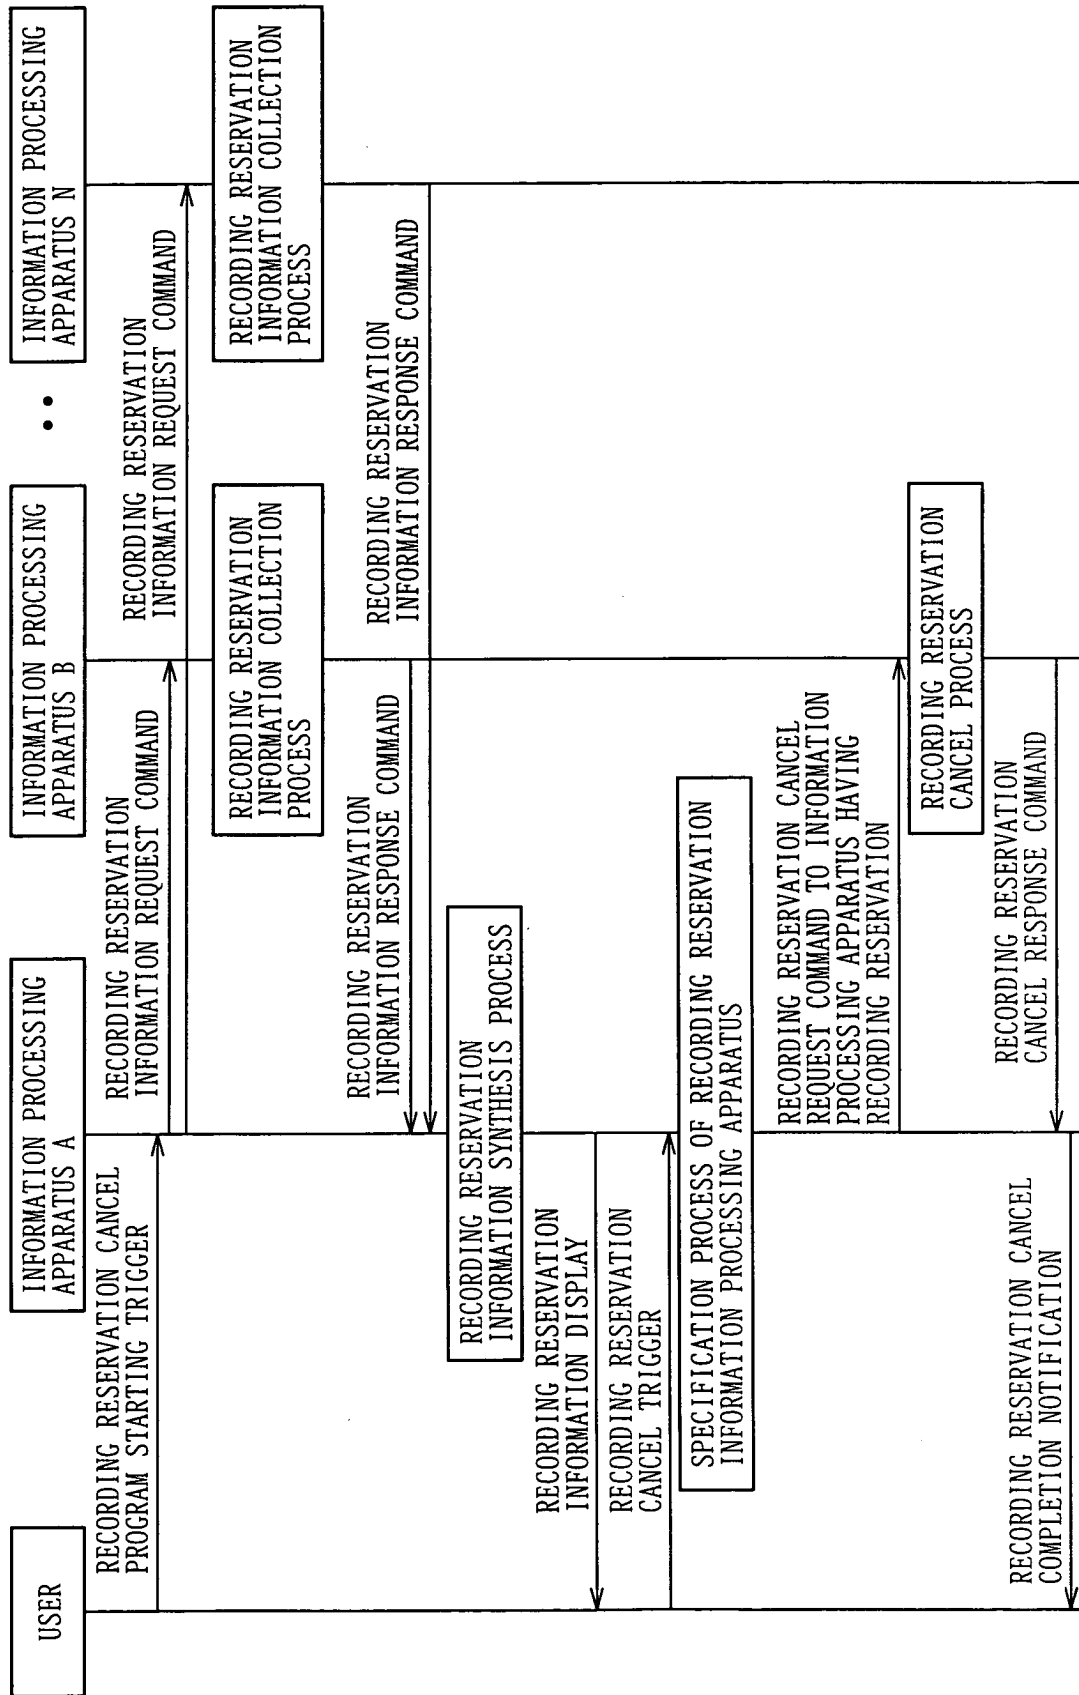 USER
INFORMATION PROCESSING
APPARATUS A
INFORMATION PROCESSING
APPARATUS B
INFORMATION PROCESSING
APPARATUS N
RECORDING RESERVATION CANCEL
PROGRAM STARTING TRIGGER
RECORDING RESERVATION
INFORMATION REQUEST COMMAND
RECORDING RESERVATION
INFORMATION REQUEST COMMAND
RECORDING RESERVATION
INFORMATION COLLECTION
PROCESS
RECORDING RESERVATION
INFORMATION COLLECTION
PROCESS
RECORDING RESERVATION
INFORMATION RESPONSE COMMAND
RECORDING RESERVATION
INFORMATION RESPONSE COMMAND
RECORDING RESERVATION
INFORMATION SYNTHESIS PROCESS
RECORDING RESERVATION
INFORMATION DISPLAY
RECORDING RESERVATION
CANCEL TRIGGER
SPECIFICATION PROCESS OF RECORDING RESERVATION
INFORMATION PROCESSING APPARATUS
RECORDING RESERVATION CANCEL
REQUEST COMMAND TO INFORMATION
PROCESSING APPARATUS HAVING
RECORDING RESERVATION
RECORDING RESERVATION
CANCEL PROCESS
RECORDING RESERVATION
CANCEL RESPONSE COMMAND
RECORDING RESERVATION CANCEL
COMPLETION NOTIFICATION